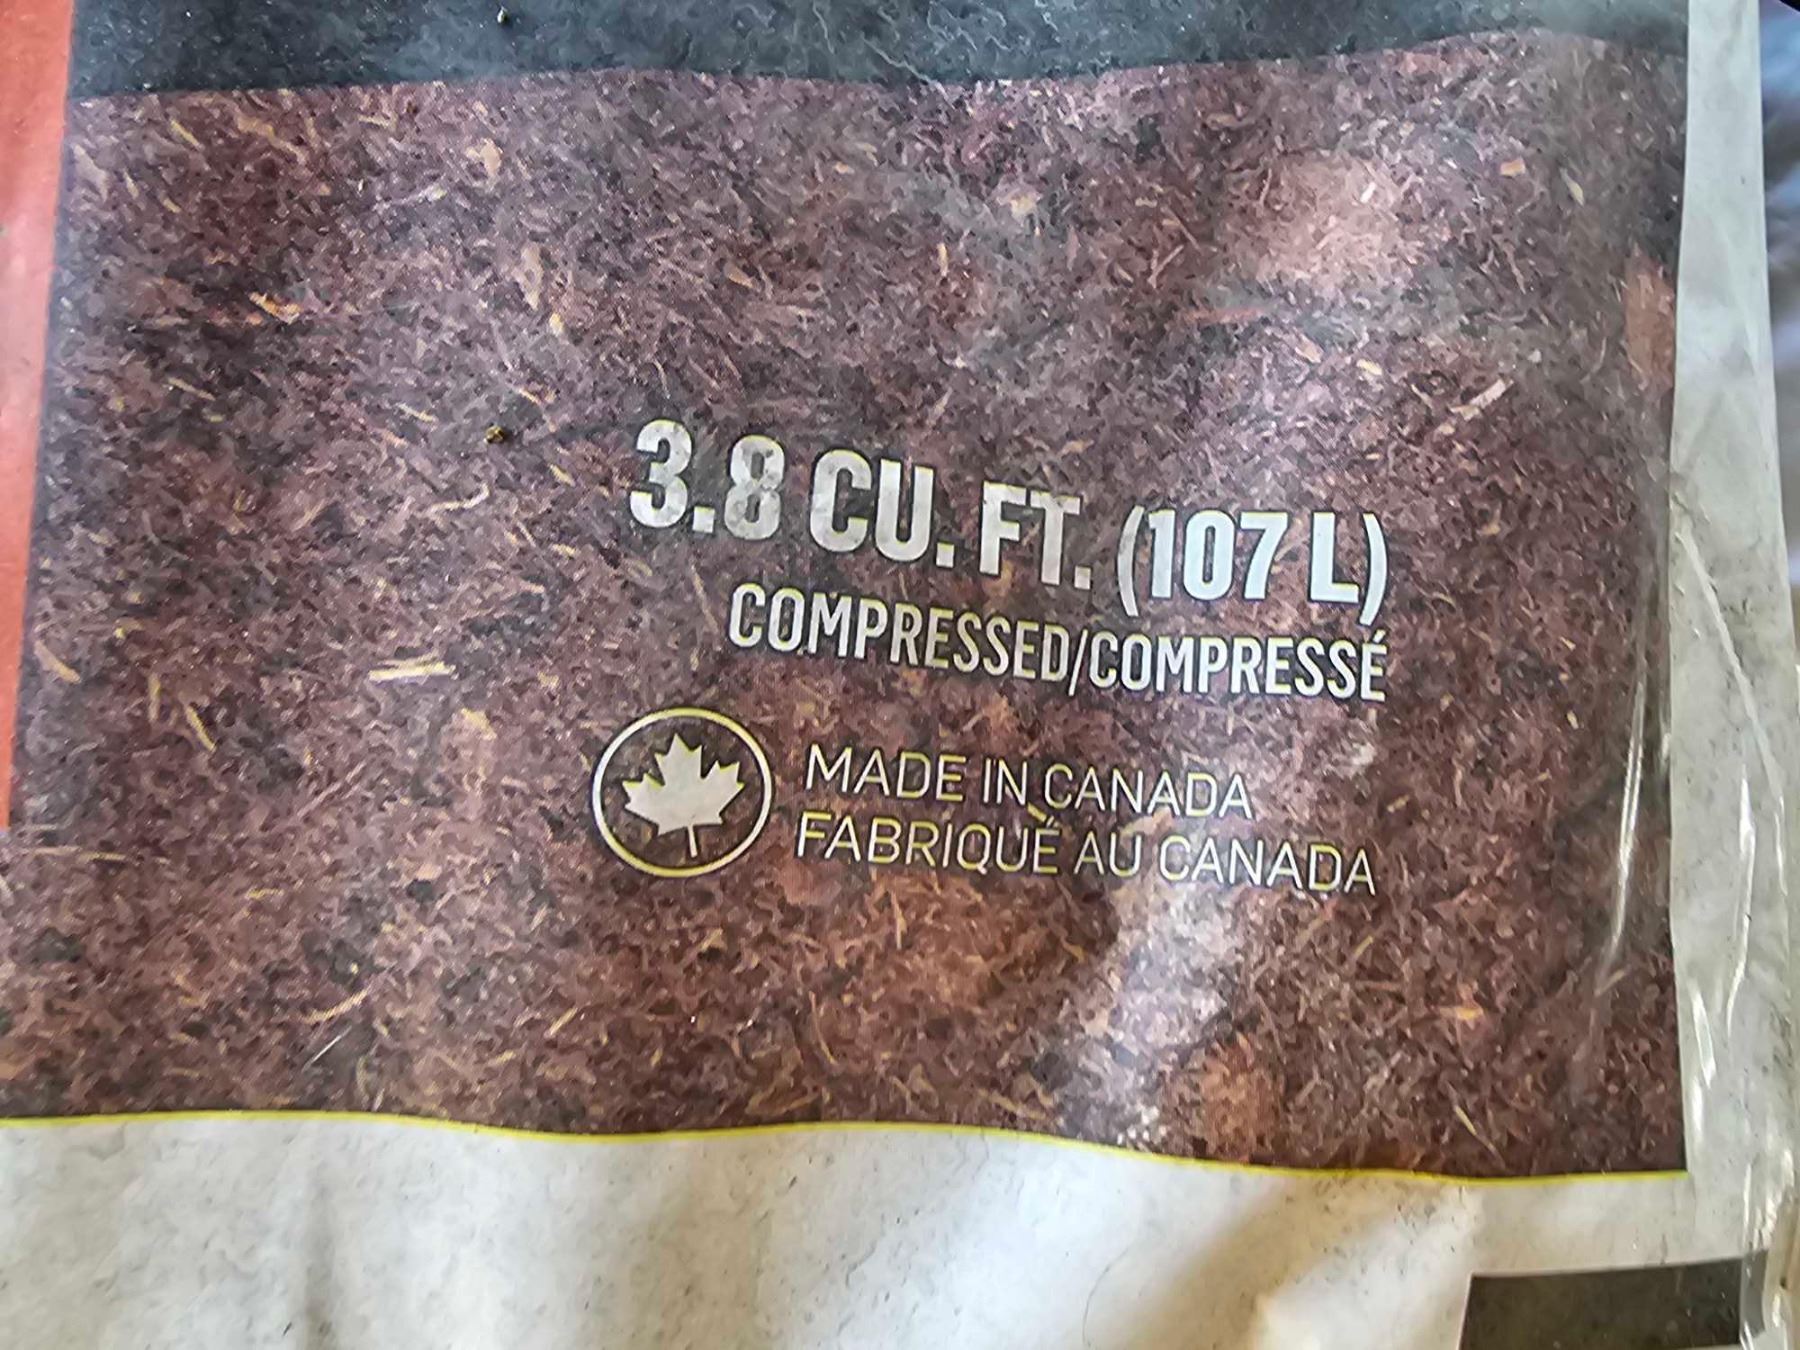 3.8 CU. FT. (107 L)
COMPRESSED/COMPRESSÉ
MADE IN CANADA
FABRIQUÉ AU CANADA